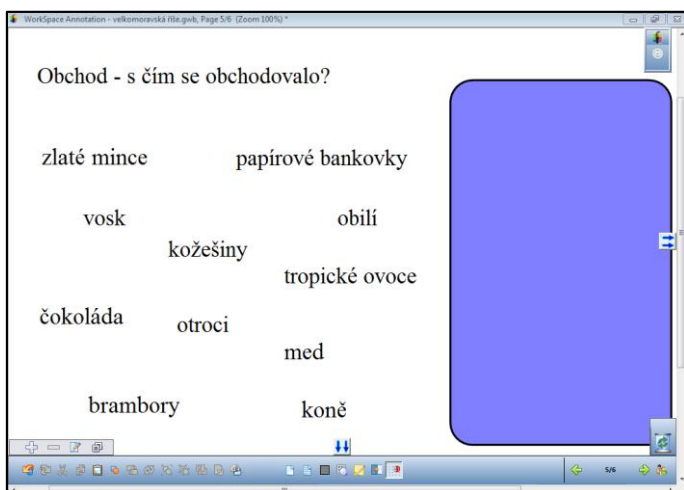 WorkSpace Annotation - velkomoravská říše.gwb, Page 5/6 (Zoom 100%) *
Obchod - s čím se obchodovalo?
zlaté mince papírové bankovky
vosk obilí
kožešiny
tropické ovoce
čokoláda otroci
med
brambory koně
5/6